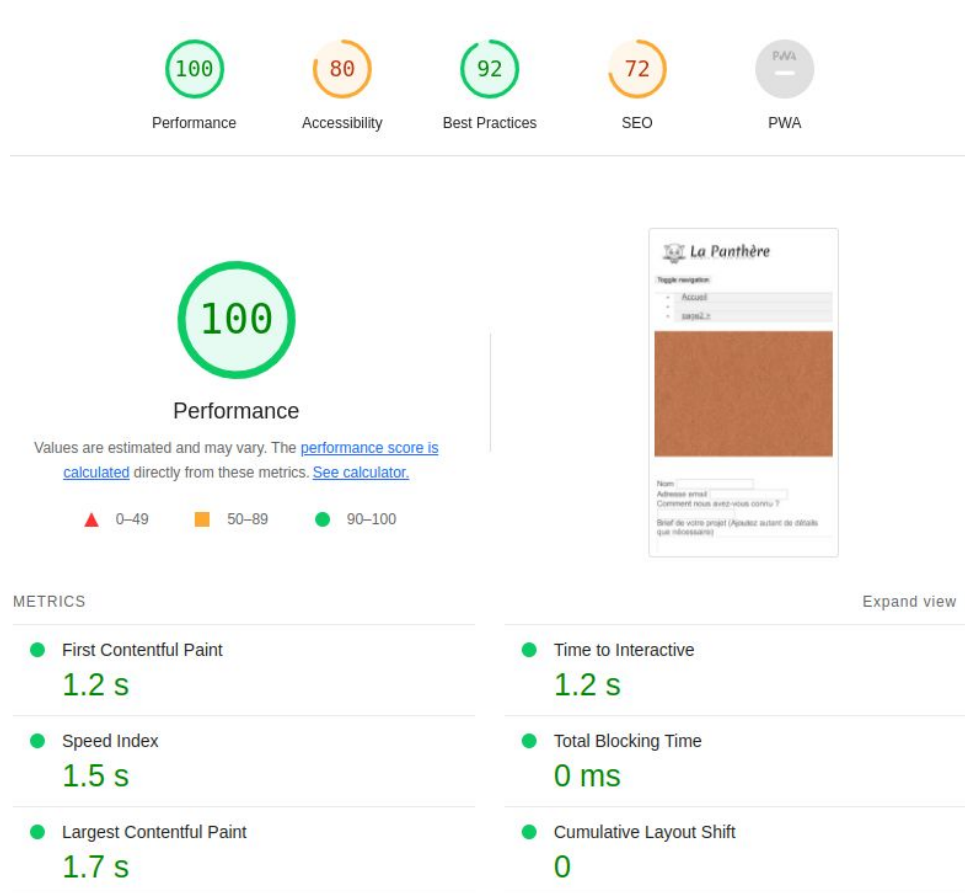 100
80
92
72
PWA
Performance
Accessibility
Best Practices
SEO
PWA
100
Performance
Values are estimated and may vary. The performance score is
calculated directly from these metrics. See calculator.
0–49
50–89
90–100
La Panthère
Toggle navigation
Accueil
page2 >
Nom
Adresse email
Comment nous avez-vous connu ?
Brief de votre projet (Ajoutez autant de détails
que nécessaire)
METRICS
Expand view
First Contentful Paint
1.2 s
Time to Interactive
1.2 s
Speed Index
1.5 s
Total Blocking Time
0 ms
Largest Contentful Paint
1.7 s
Cumulative Layout Shift
0